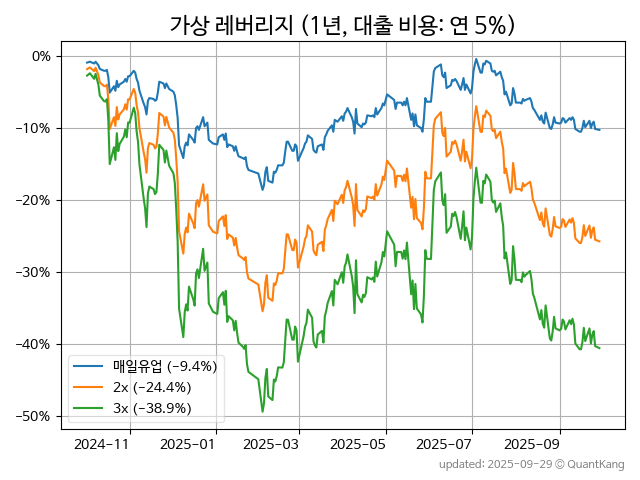 가상 레버리지 (1년, 대출 비용: 연 5%)
0%
−10%
−20%
−30%
−40%
−50%
매일유업 (−9.4%)
2x (−24.4%)
3x (−38.9%)
2024-11
2025-01
2025-03
2025-05
2025-07
2025-09
updated: 2025-09-29 © QuantKang